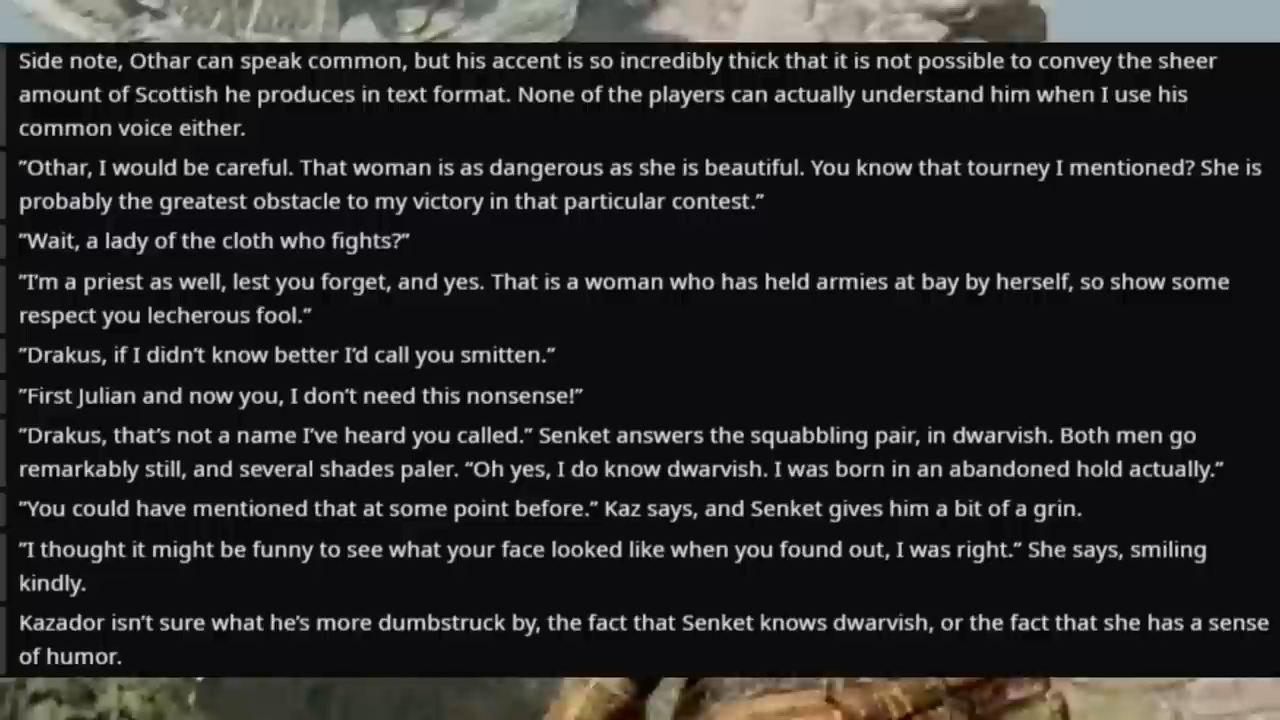 Side note, Othar can speak common, but his accent is so incredibly thick that it is not possible to convey the sheer
amount of Scottish he produces in text format. None of the players can actually understand him when I use his
common voice either.
”Othar, I would be careful. That woman is as dangerous as she is beautiful. You know that tourney I mentioned? She is
probably the greatest obstacle to my victory in that particular contest.”
”Wait, a lady of the cloth who fights?”
”I’m a priest as well, lest you forget, and yes. That is a woman who has held armies at bay by herself, so show some
respect you lecherous fool.”
”Drakus, if I didn’t know better I’d call you smitten.”
”First Julian and now you, I don’t need this nonsense!”
”Drakus, that’s not a name I’ve heard you called.” Senket answers the squabbling pair, in dwarvish. Both men go
remarkably still, and several shades paler. “Oh yes, I do know dwarvish. I was born in an abandoned hold actually.”
”You could have mentioned that at some point before.” Kaz says, and Senket gives him a bit of a grin.
”I thought it might be funny to see what your face looked like when you found out, I was right.” She says, smiling
kindly.
Kazador isn’t sure what he’s more dumbstruck by, the fact that Senket knows dwarvish, or the fact that she has a sense
of humor.